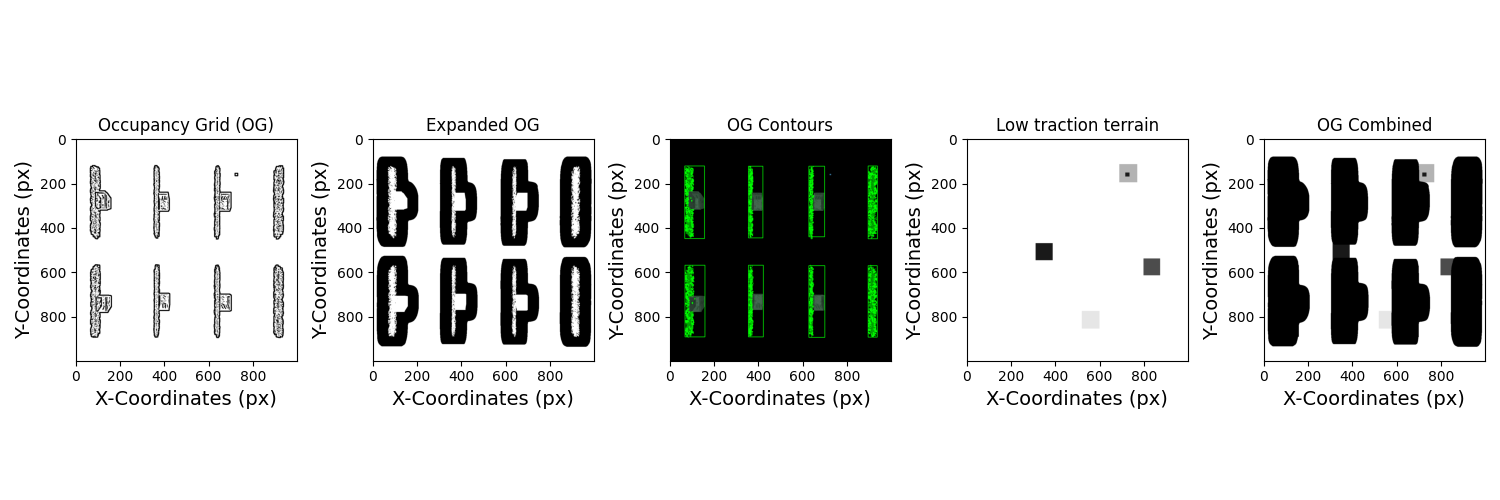 Occupancy Grid (OG)
Expanded OG
OG Contours
Low traction terrain
OG Combined
Y-Coordinates (px)
0
200
400
600
800
0 200 400 600 800
X-Coordinates (px)
Y-Coordinates (px)
0
200
400
600
800
0 200 400 600 800
X-Coordinates (px)
Y-Coordinates (px)
0
200
400
600
800
0 200 400 600 800
X-Coordinates (px)
Y-Coordinates (px)
0
200
400
600
800
0 200 400 600 800
X-Coordinates (px)
Y-Coordinates (px)
0
200
400
600
800
0 200 400 600 800
X-Coordinates (px)